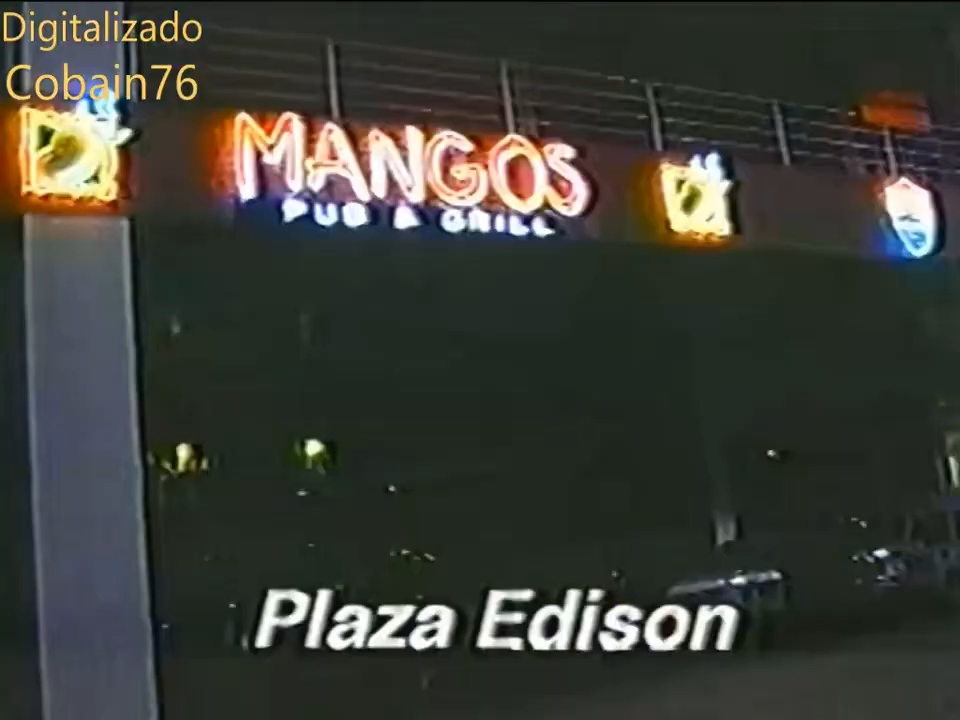 Digitalizado
Cobain76
MANGOS
PUB & GRILL
Plaza Edison